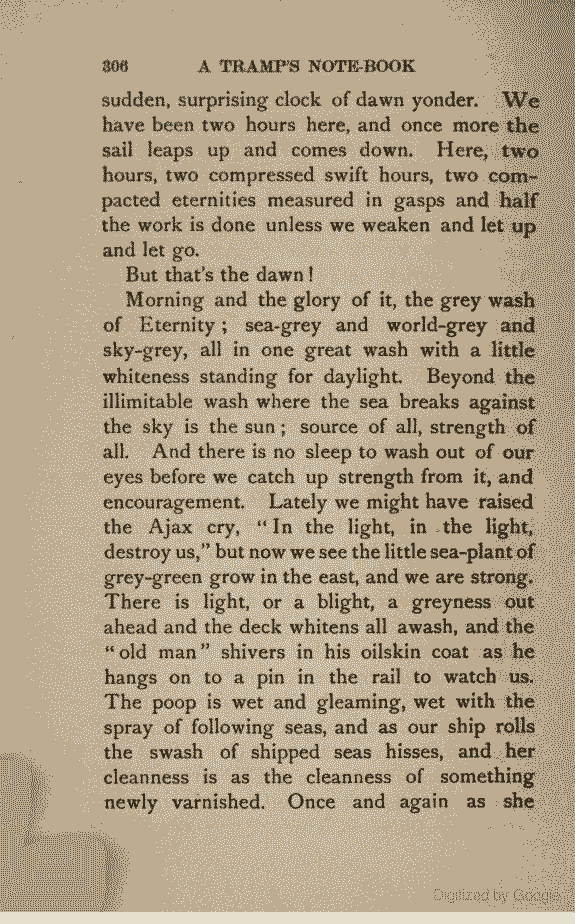 306 A TRAMP'S NOTE-BOOK
sudden, surprising clock of dawn yonder. We
have been two hours here, and once more the
sail leaps up and comes down. Here, two
hours, two compressed swift hours, two com-
pacted eternities measured in gasps and half
the work is done unless we weaken and let up
and let go.
But that's the dawn!
Morning and the glory of it, the grey wash
of Eternity; sea-grey and world-grey and
sky-grey, all in one great wash with a little
whiteness standing for daylight. Beyond the
illimitable wash where the sea breaks against
the sky is the sun; source of all, strength of
all. And there is no sleep to wash out of our
eyes before we catch up strength from it, and
encouragement. Lately we might have raised
the Ajax cry, "In the light, in the light,
destroy us," but now we see the little sea-plant of
grey-green grow in the east, and we are strong.
There is light, or a blight, a greyness out
ahead and the deck whitens all awash, and the
"old man" shivers in his oilskin coat as he
hangs on to a pin in the rail to watch us.
The poop is wet and gleaming, wet with the
spray of following seas, and as our ship rolls
the swash of shipped seas hisses, and her
cleanness is as the cleanness of something
newly varnished. Once and again as she
Digitized by Google